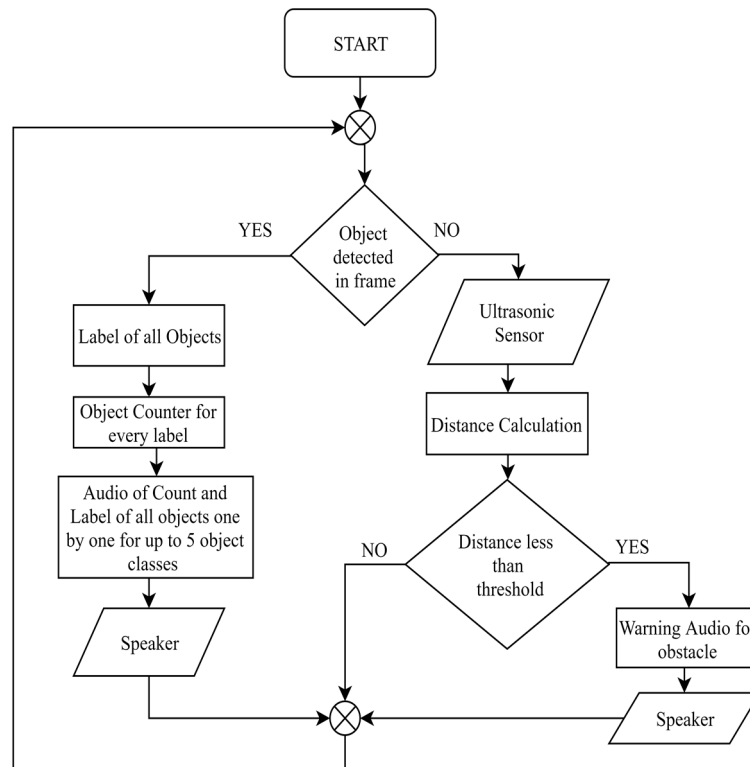 START
YES
NO
Object
detected
in frame
Label of all Objects
Object Counter for
every label
Audio of Count and
Label of all objects one
by one for up to 5 object
classes
Speaker
Ultrasonic
Sensor
Distance Calculation
NO
YES
Distance less
than
threshold
Warning Audio fo
obstacle
Speaker